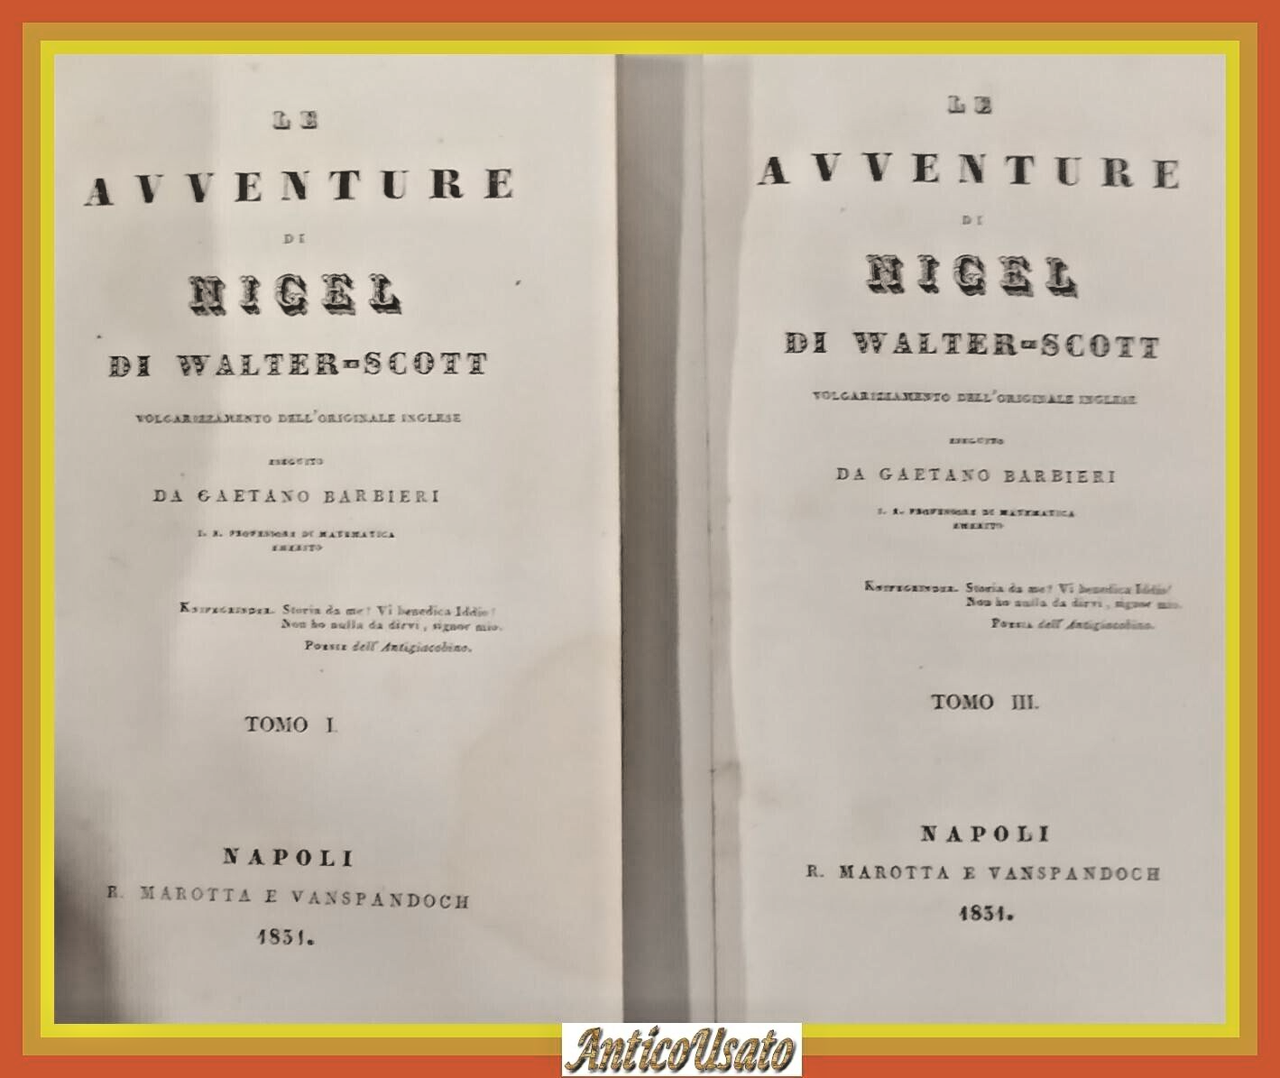 LE
AVVENTURE
DI
NIGEL
DI WALTER-SCOTT
VOLGARIZZAMENTO DELL'ORIGINALE INGLESE
ESEGUITO
DA GAETANO BARBIERI
I. R. PROFESSORE DI MATEMATICA
EMERITO
KNIFEGRINDER. Storia da me? Vi benedica Iddio!
Non ho nulla da dirvi, signor mio.
POESIE dell'Antigiacobino.
TOMO I.
NAPOLI
R. MAROTTA E VANSPANDOCH
1831.
LE
AVVENTURE
DI
NIGEL
DI WALTER-SCOTT
VOLGARIZZAMENTO DELL'ORIGINALE INGLESE
ESEGUITO
DA GAETANO BARBIERI
I. R. PROFESSORE DI MATEMATICA
EMERITO
KNIFEGRINDER. Storia da me? Vi benedica Iddio!
Non ho nulla da dirvi, signor mio.
POESIA dell'Antigiacobino.
TOMO III.
NAPOLI
R. MAROTTA E VANSPANDOCH
1831.
AnticoUsato